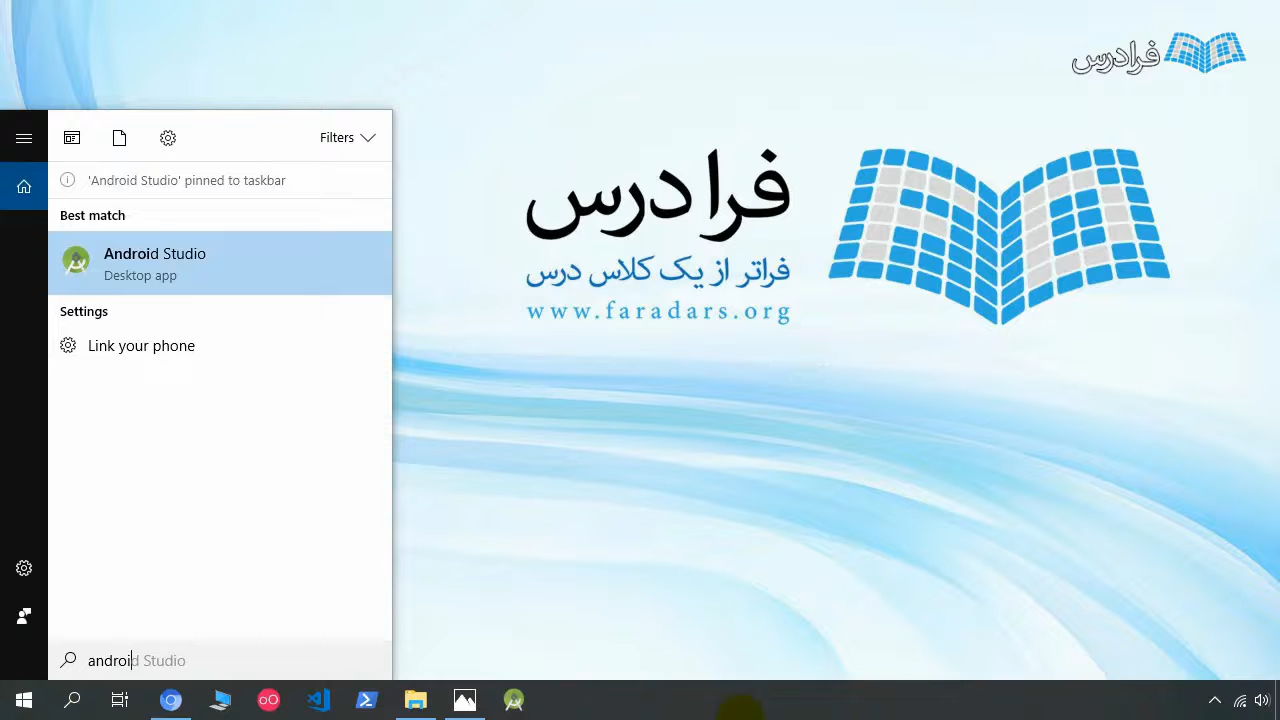 فرادرس
Filters
'Android Studio' pinned to taskbar
Best match
Android Studio
Desktop app
Settings
Link your phone
android Studio
فرادرس
فراتر از یک کلاس درس
www.faradars.org